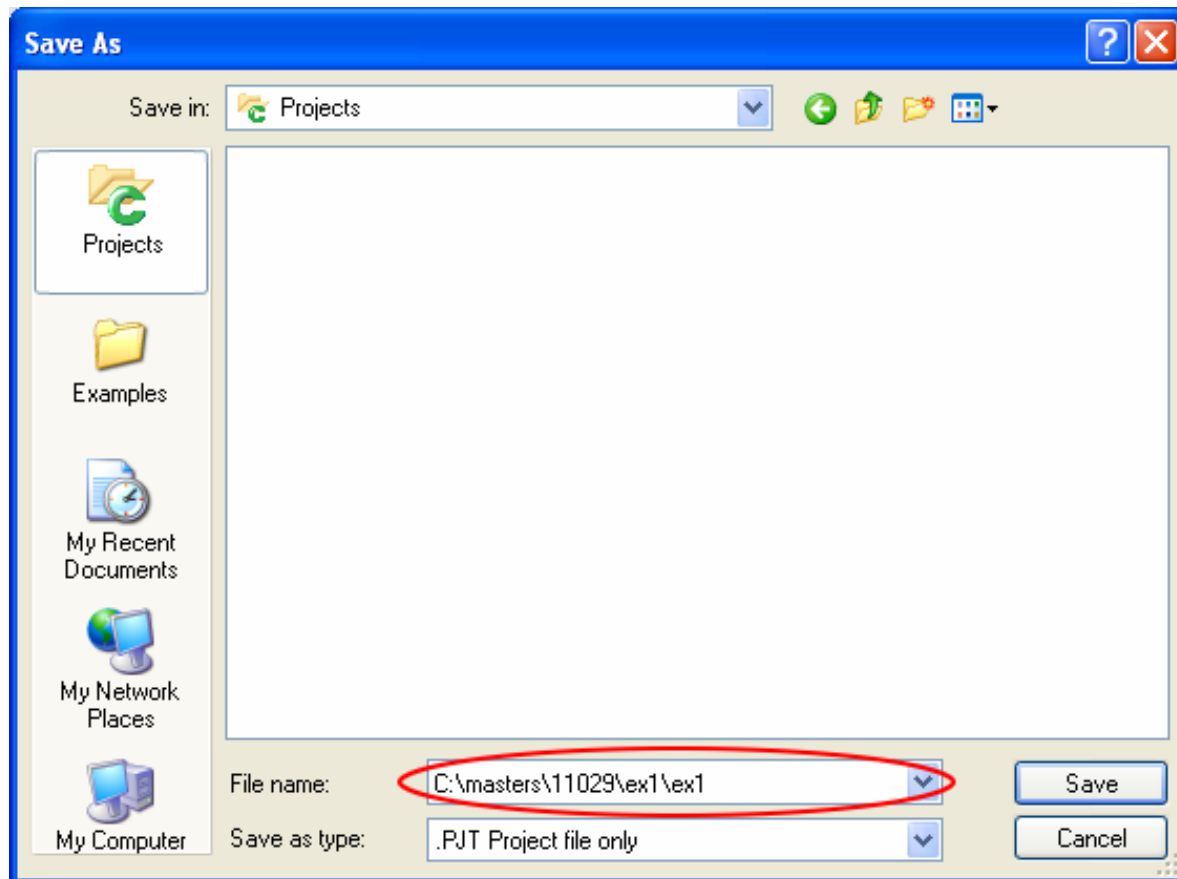 Save As
Save in:
Projects
Projects
Examples
My Recent
Documents
My Network
Places
My Computer
File name:
C:\masters\11029\ex1\ex1
Save
Save as type:
.PJT Project file only
Cancel